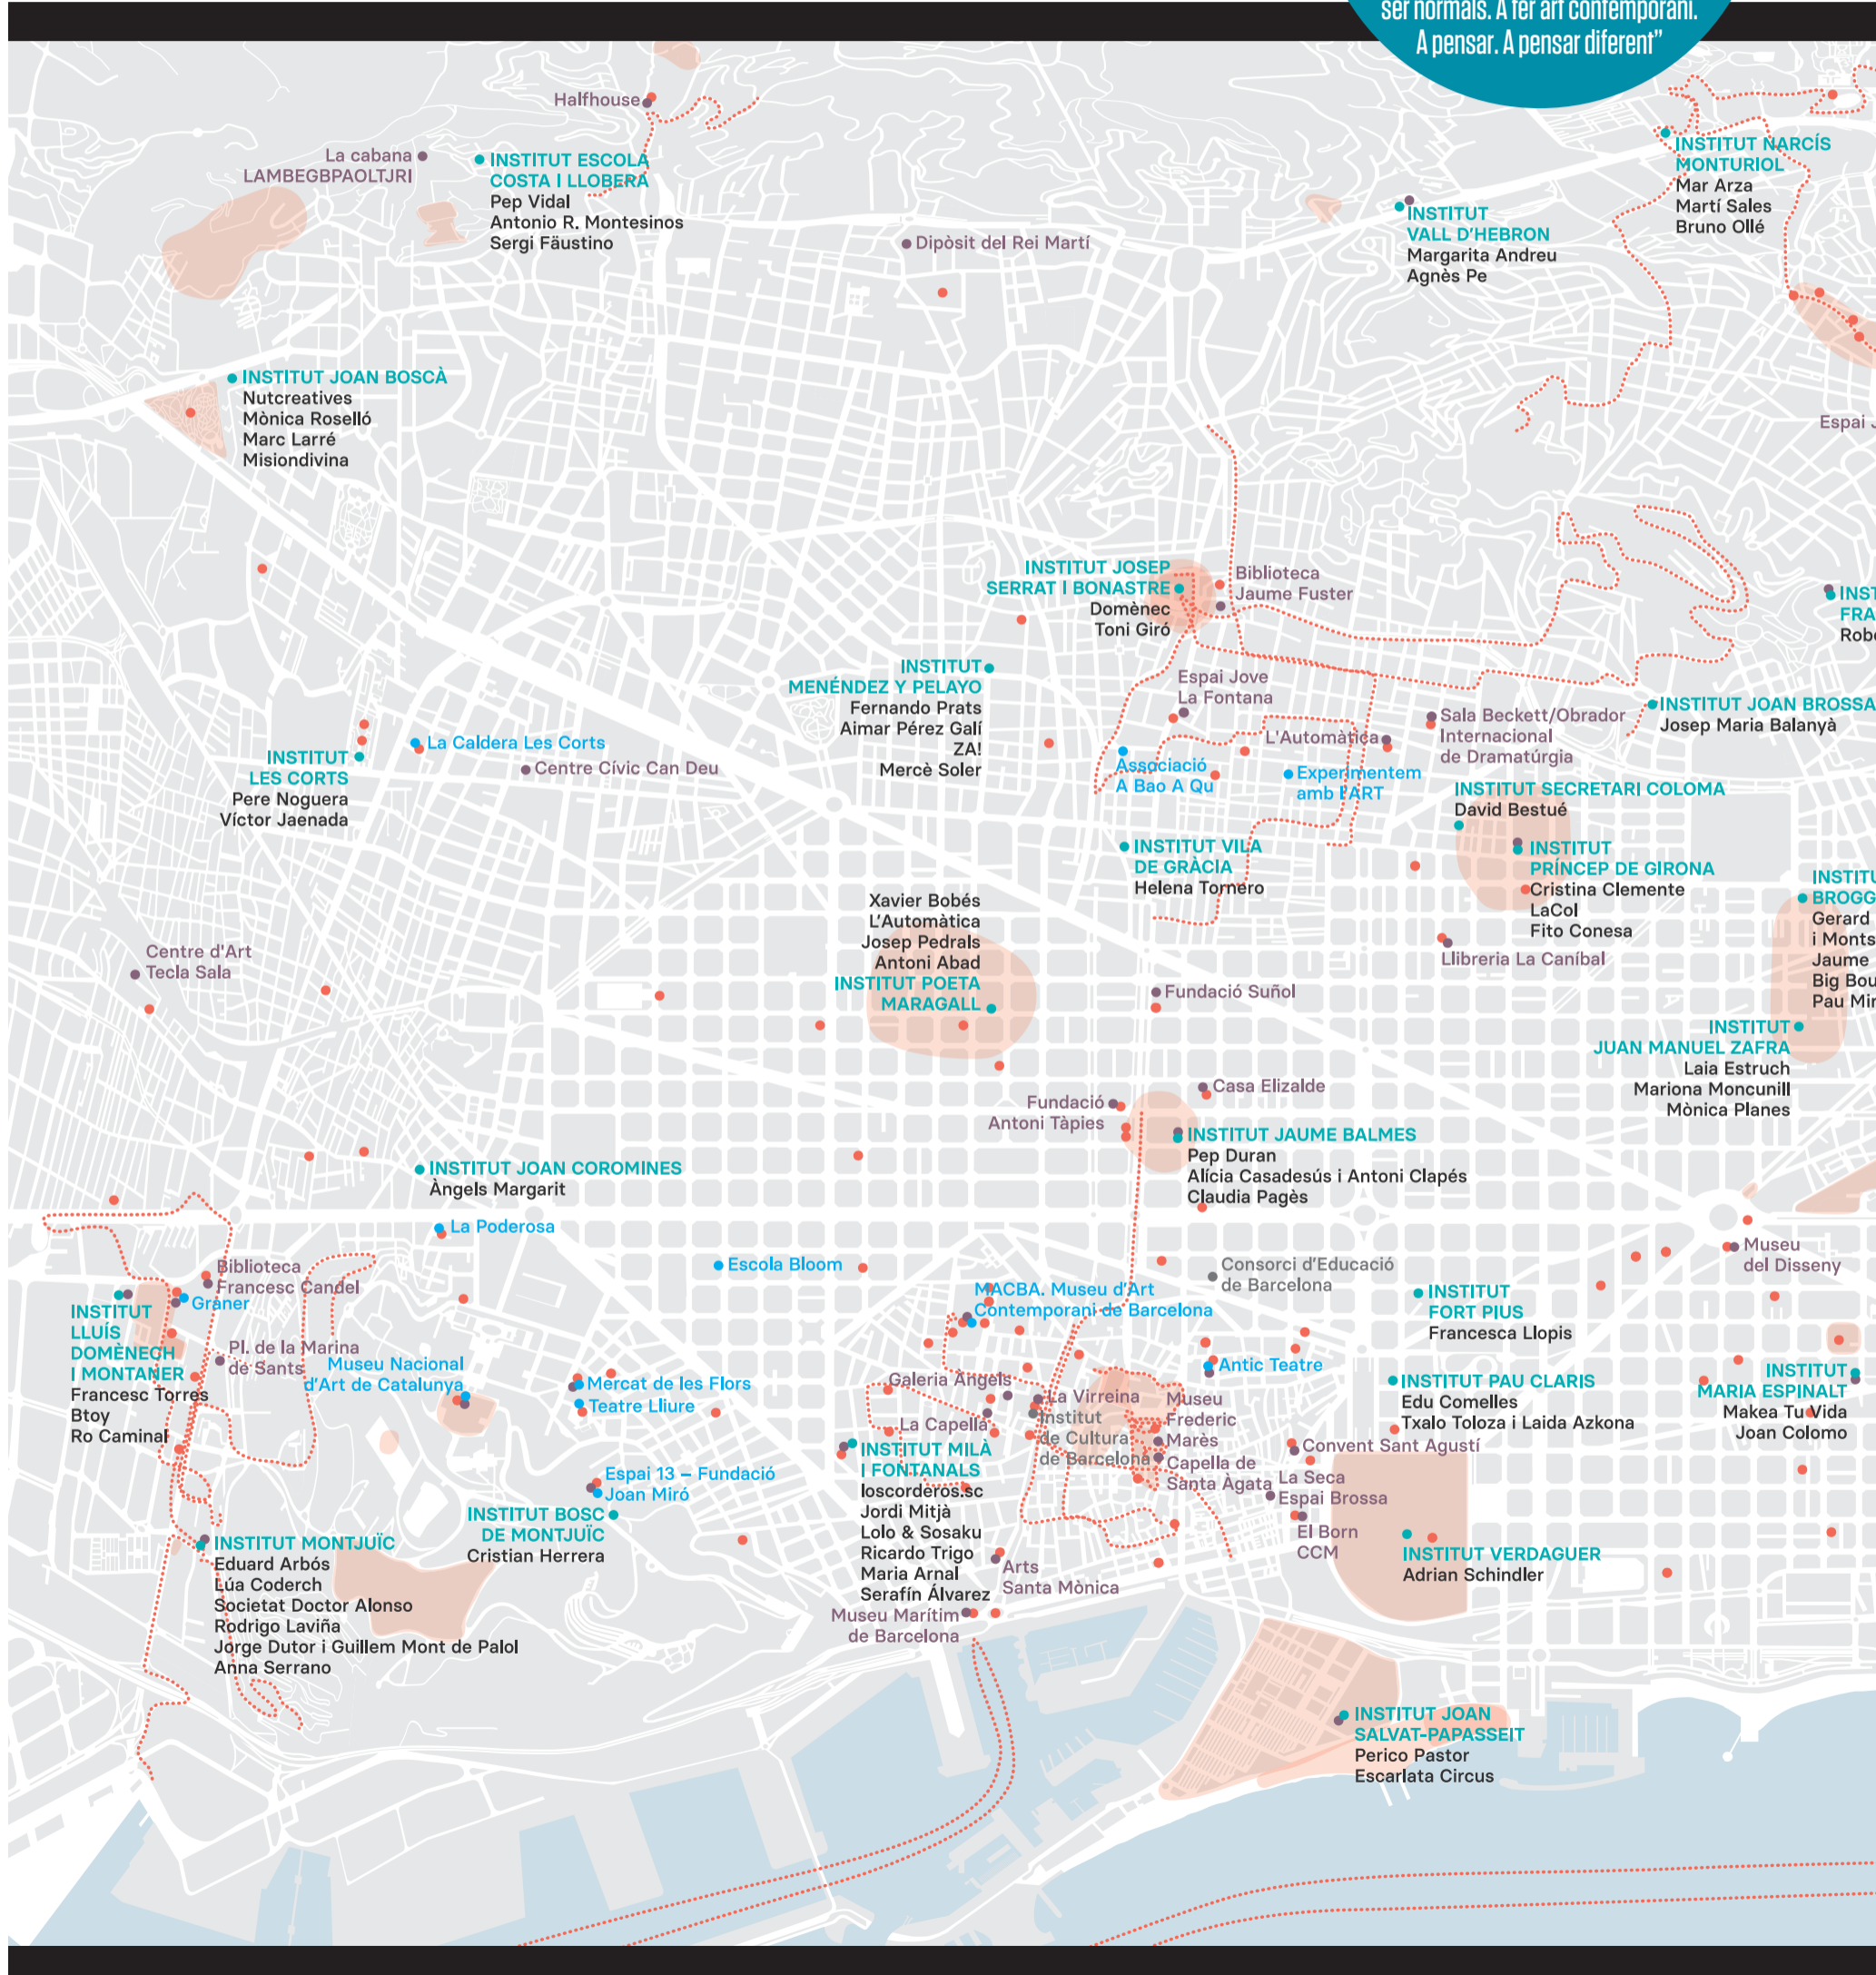 ser normals. A fer art contemporani.
A pensar. A pensar diferent”
Halfhouse
La cabana
LAMBEGBPAOLTJRI
INSTITUT ESCOLA
COSTA I LLOBERA
Pep Vidal
Antonio R. Montesinos
Sergi Fäustino
Dipòsit del Rei Martí
INSTITUT
VALL D’HEBRON
Margarita Andreu
Agnès Pe
INSTITUT NARCÍS
MONTURIOL
Mar Arza
Martí Sales
Bruno Ollé
INSTITUT JOAN BOSCÀ
Nutcreatives
Mònica Roselló
Marc Larré
Misiondivina
Espai
INSTITUT JOSEP
SERRAT I BONASTRE
Domènec
Toni Giró
Biblioteca
Jaume Fuster
INSTITUT
MENÉNDEZ Y PELAYO
Fernando Prats
Aimar Pérez Galí
ZA!
Mercè Soler
Espai Jove
La Fontana
L'Automàtica
Sala Beckett/Obrador
Internacional
de Dramatúrgia
INSTITUT JOAN BROSSA
Josep Maria Balanyà
INSTITUT
LES CORTS
Pere Noguera
Víctor Jaenada
La Caldera Les Corts
Centre Cívic Can Deu
Associació
A Bao A Qu
Experimentem
amb l’ART
INSTITUT SECRETARI COLOMA
David Bestué
INSTITUT
PRÍNCEP DE GIRONA
Cristina Clemente
LaCol
Fito Conesa
INSTITUT VILA
DE GRÀCIA
Helena Tornero
BROGG
Gerard
i Monts
Jaume
Big Bou
Pau Mir
Xavier Bobés
L’Automàtica
Josep Pedrals
Antoni Abad
INSTITUT POETA
MARAGALL
Llibreria La Caníbal
Centre d'Art
Tecla Sala
Fundació Suñol
INSTITUT
JUAN MANUEL ZAFRA
Laia Estruch
Mariona Moncunill
Mònica Planes
Casa Elizalde
Fundació
Antoni Tàpies
INSTITUT JAUME BALMES
Pep Duran
Alícia Casadesús i Antoni Clapés
Claudia Pagès
INSTITUT JOAN COROMINES
Àngels Margarit
La Poderosa
Escola Bloom
Consorci d’Educació
de Barcelona
Museu
del Disseny
Biblioteca
Francesc Candel
Graner
INSTITUT
LLUÍS
DOMÈNECH
I MONTANER
Francesc Torres
Btoy
Ro Caminal
Pl. de la Marina
de Sants
Museu Nacional
d’Art de Catalunya
Mercat de les Flors
Teatre Lliure
MACBA. Museu d’Art
Contemporani de Barcelona
INSTITUT
FORT PIUS
Francesca Llopis
Antic Teatre
INSTITUT PAU CLARIS
Edu Comelles
Txalo Toloza i Laida Azkona
INSTITUT
MARIA ESPINALT
Makea Tu Vida
Joan Colomo
Galeria Àngels
La Virreina
Institut
de Cultura
de Barcelona
La Capella
Museu
Frederic
Marès
Capella de
Santa Àgata
Convent Sant Agustí
La Seca
Espai Brossa
El Born
CCM
INSTITUT MILÀ
I FONTANALS
loscorderos.sc
Jordi Mitjà
Lolo & Sosaku
Ricardo Trigo
Maria Arnal
Serafín Álvarez
Espai 13 – Fundació
Joan Miró
INSTITUT BOSC
DE MONTJUÏC
Cristian Herrera
INSTITUT MONTJUÏC
Eduard Arbós
Lúa Coderch
Societat Doctor Alonso
Rodrigo Laviña
Jorge Dutor i Guillem Mont de Palol
Anna Serrano
Arts
Santa Mònica
Museu Marítim
de Barcelona
INSTITUT VERDAGUER
Adrian Schindler
INSTITUT JOAN
SALVAT-PAPASSEIT
Perico Pastor
Escarlata Circus